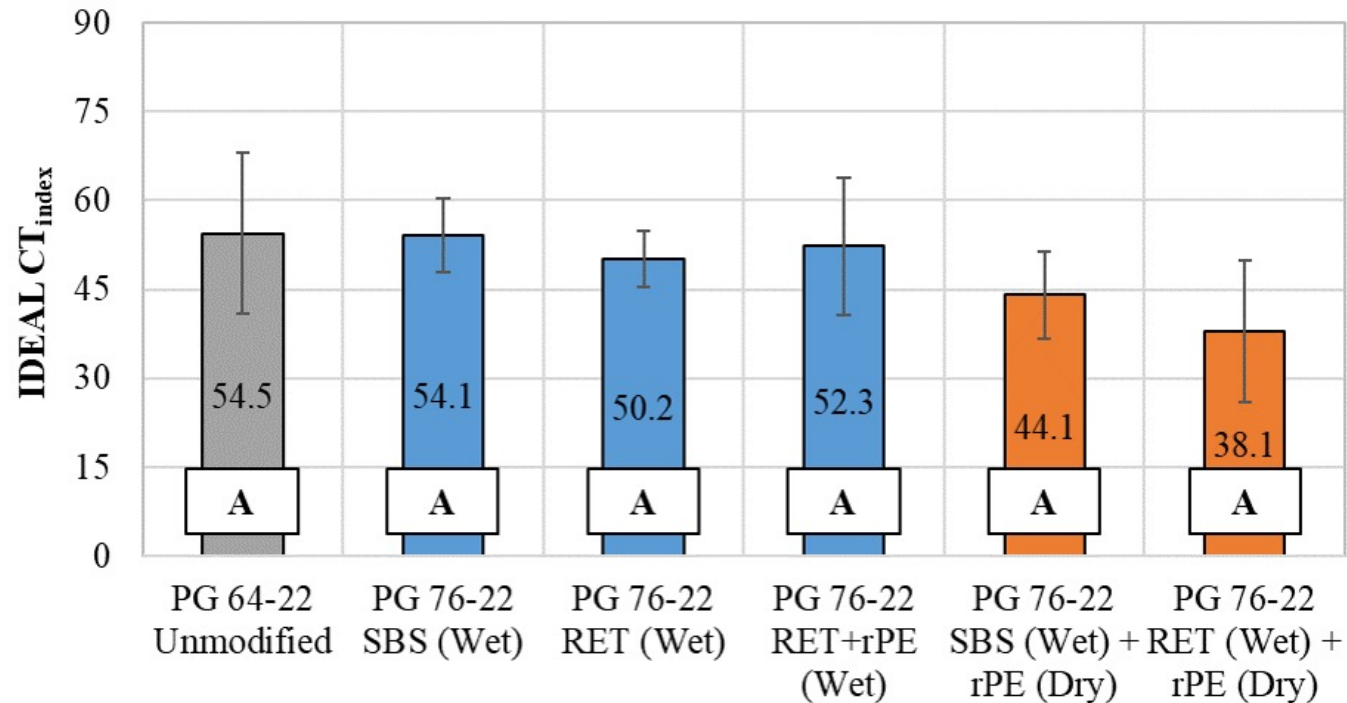 90
75
60
45
30
15
0
IDEAL CTindex
54.5
54.1
50.2
52.3
44.1
38.1
A
A
A
A
A
A
PG 64-22
Unmodified
PG 76-22
SBS (Wet)
PG 76-22
RET (Wet)
PG 76-22
RET+rPE
(Wet)
PG 76-22
SBS (Wet) +
rPE (Dry)
PG 76-22
RET (Wet) +
rPE (Dry)